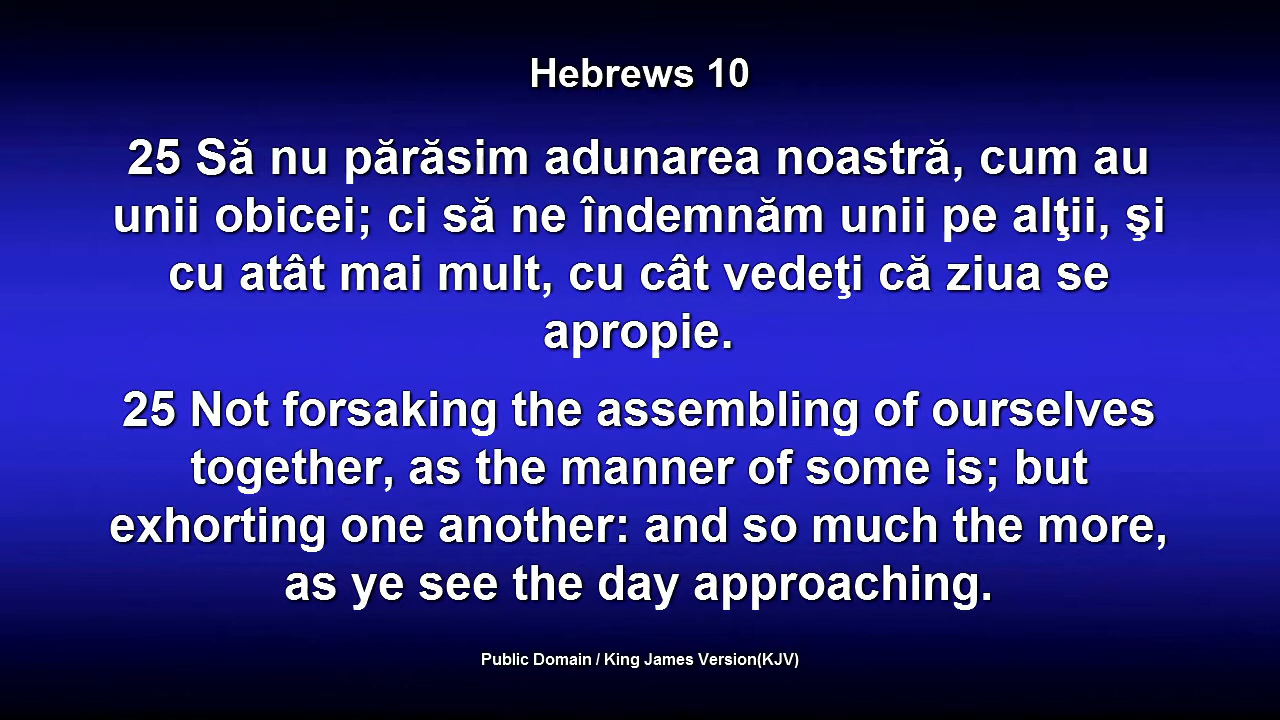 Hebrews 10
25 Să nu părăsim adunarea noastră, cum au
unii obicei; ci să ne îndemnăm unii pe alţii, şi
cu atât mai mult, cu cât vedeţi că ziua se
apropie.
25 Not forsaking the assembling of ourselves
together, as the manner of some is; but
exhorting one another: and so much the more,
as ye see the day approaching.
Public Domain / King James Version(KJV)